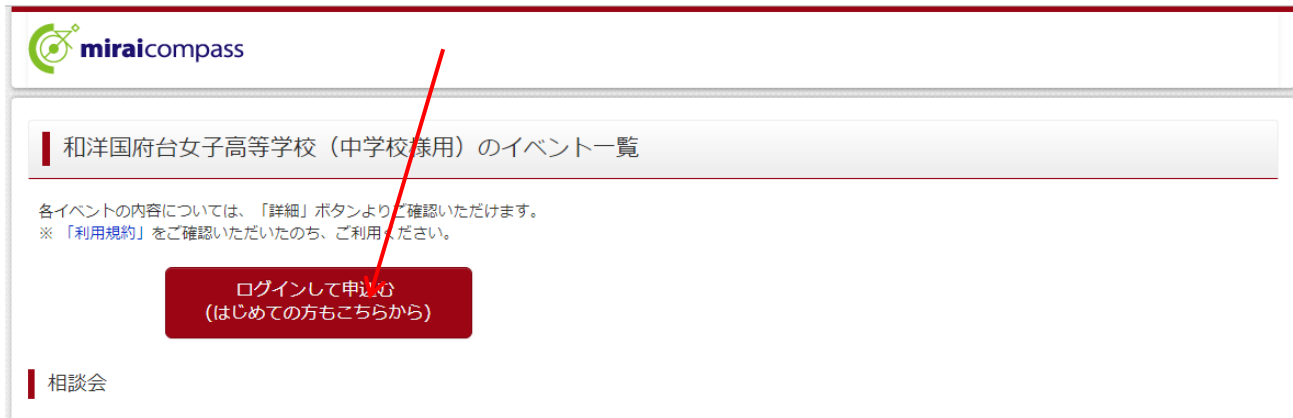 miraicompass
和洋国府台女子高等学校（中学校様用）のイベント一覧
各イベントの内容については、「詳細」ボタンよりご確認いただけます。
※ 「利用規約」をご確認いただいたのち、ご利用ください。
ログインして申込む
(はじめての方もこちらから)
相談会